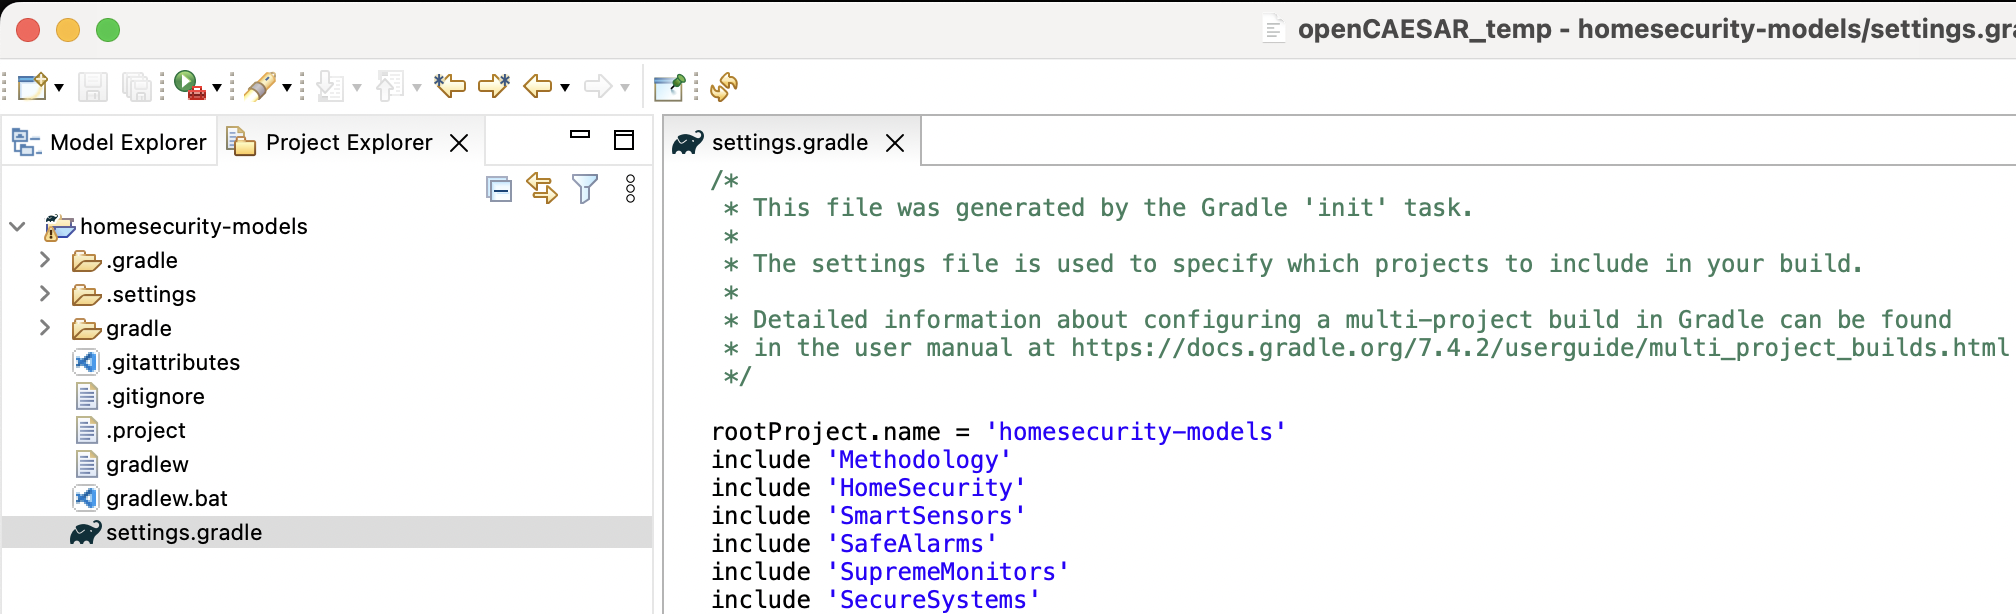 openCAESAR_temp - homesecurity-models/settings.gra
Model Explorer
Project Explorer
settings.gradle
homesecurity-models
.gradle
.settings
gradle
.gitattributes
.gitignore
.project
gradlew
gradlew.bat
settings.gradle
/*
* This file was generated by the Gradle 'init' task.
*
* The settings file is used to specify which projects to include in your build.
*
* Detailed information about configuring a multi-project build in Gradle can be found
* in the user manual at https://docs.gradle.org/7.4.2/userguide/multi_project_builds.html
*/
rootProject.name = 'homesecurity-models'
include 'Methodology'
include 'HomeSecurity'
include 'SmartSensors'
include 'SafeAlarms'
include 'SupremeMonitors'
include 'SecureSystems'